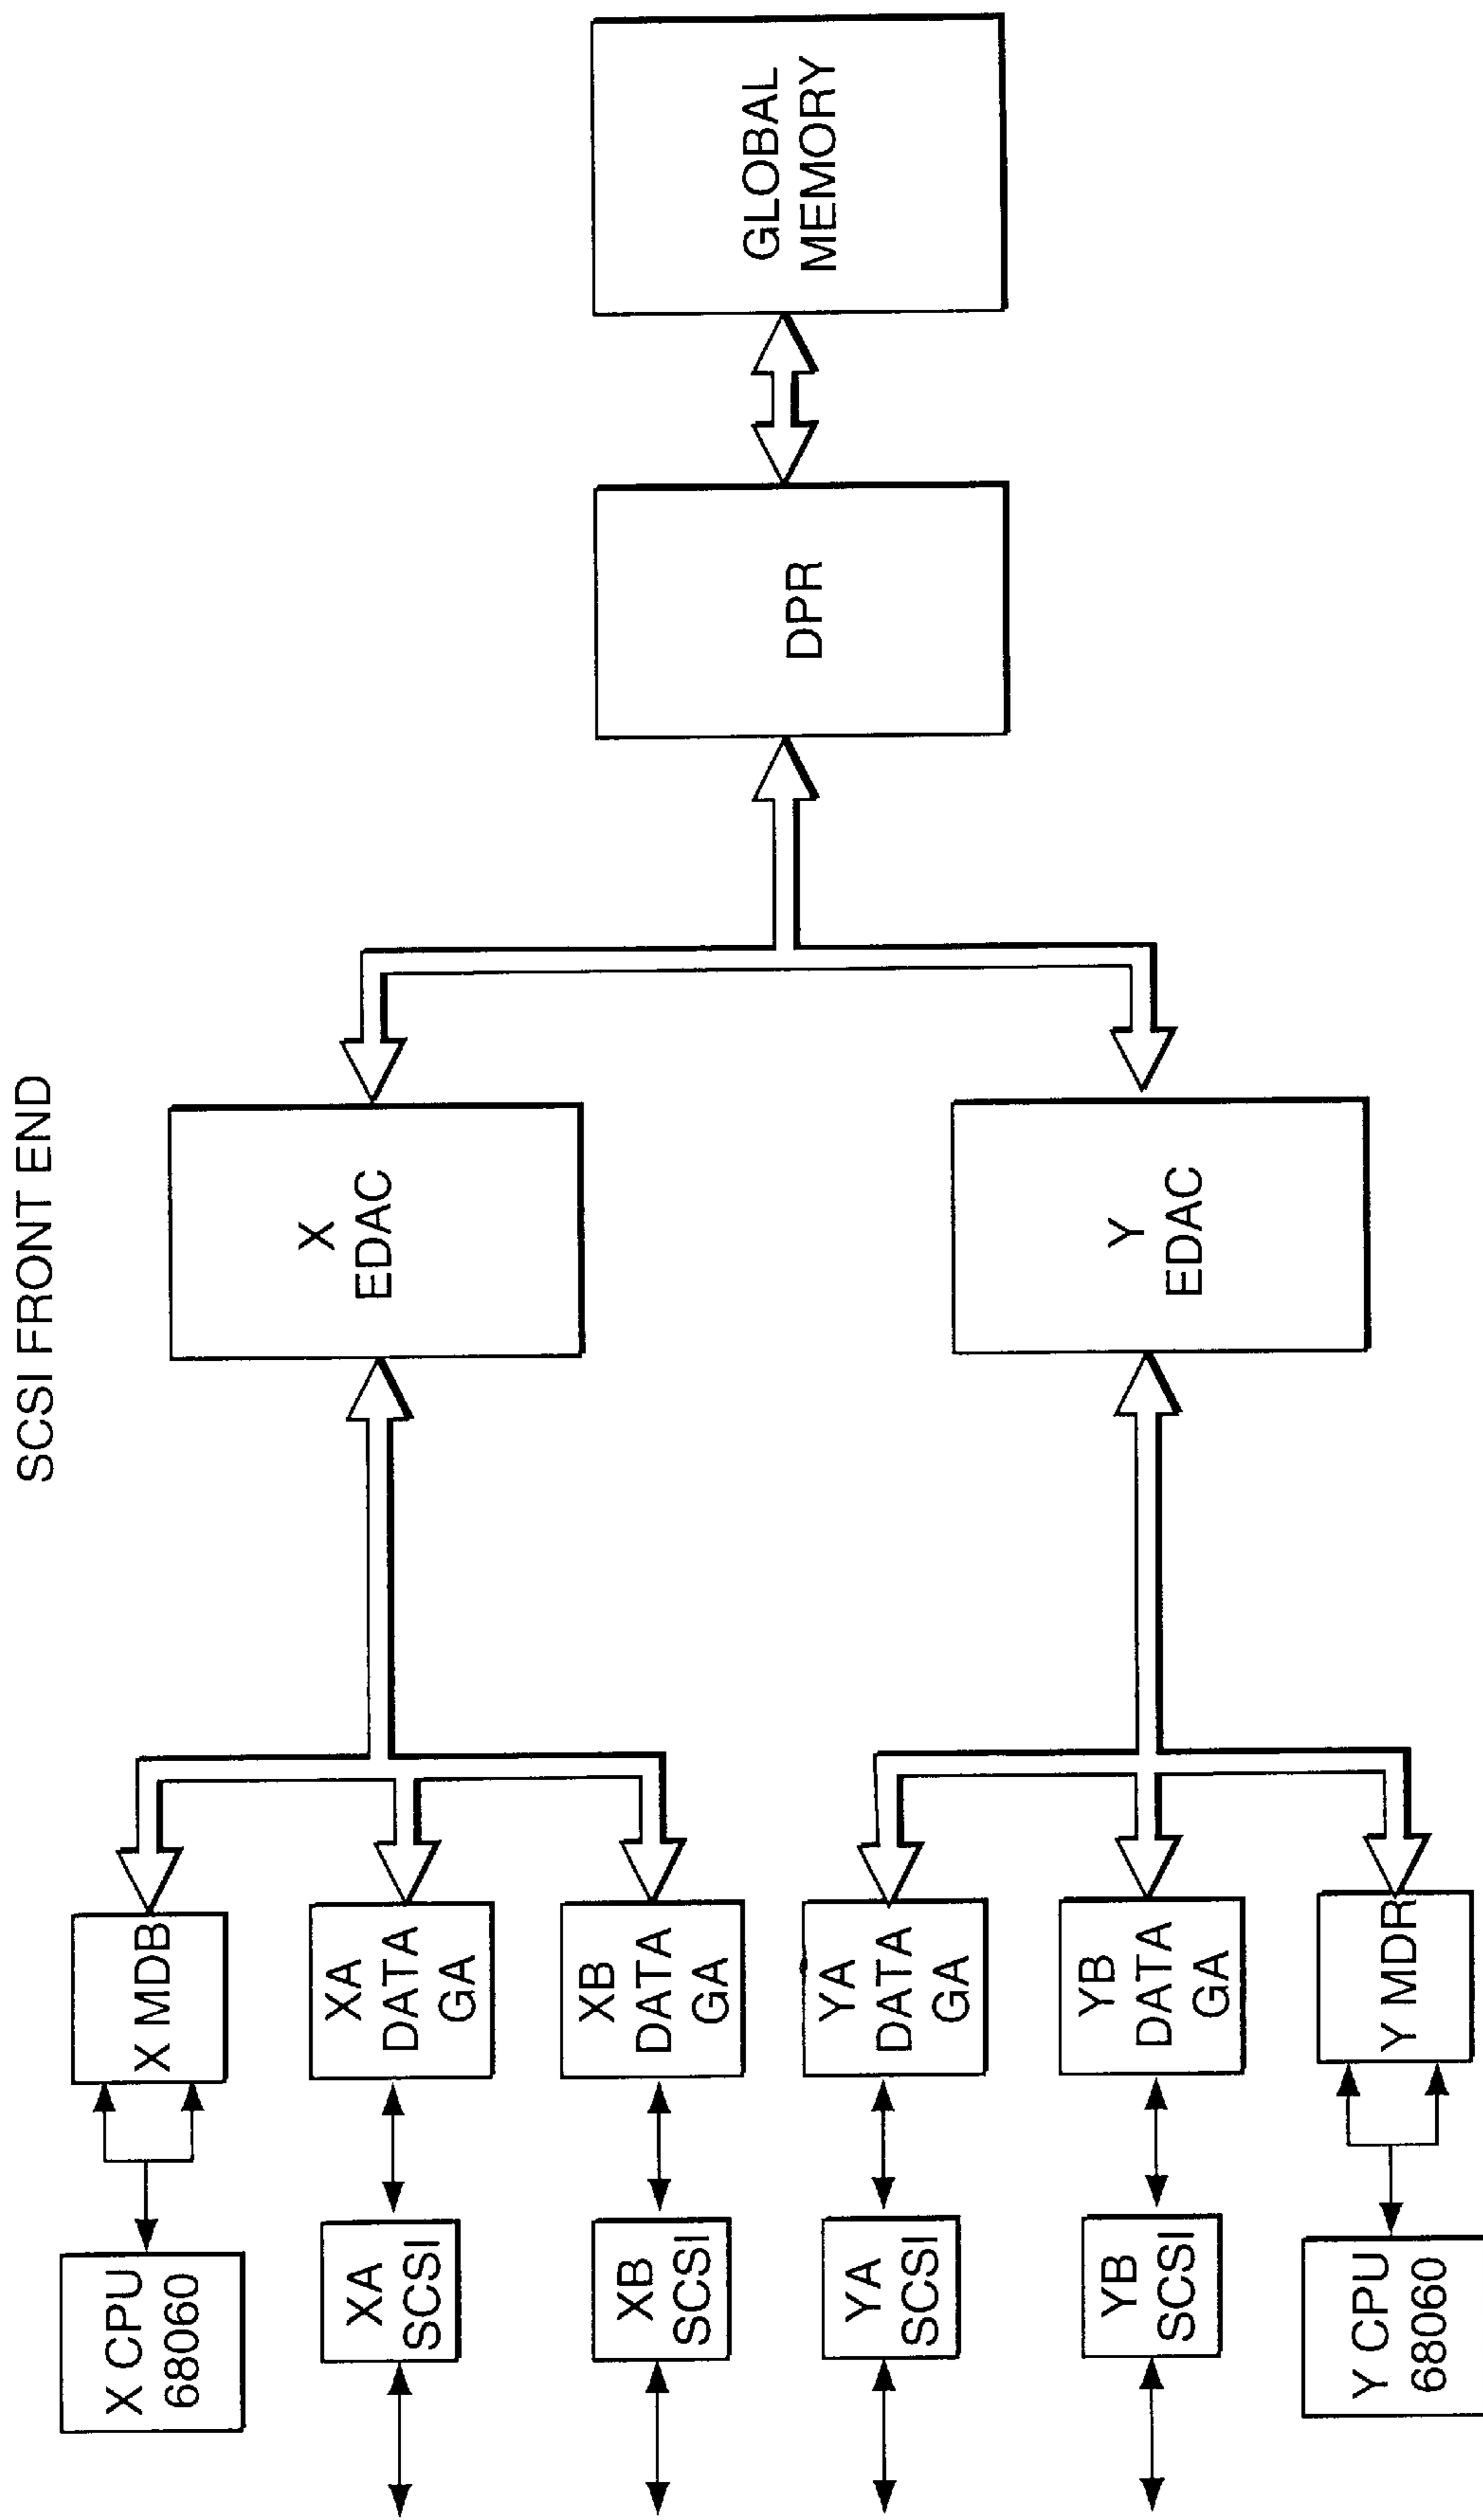 SCSI FRONT END
X CPU
68060
X MDB
XA
SCSI
XA
DATA
GA
X
EDAC
XB
SCSI
XB
DATA
GA
DPR
GLOBAL
MEMORY
YA
SCSI
YA
DATA
GA
YB
SCSI
YB
DATA
GA
Y
EDAC
Y CPU
68060
Y MDR